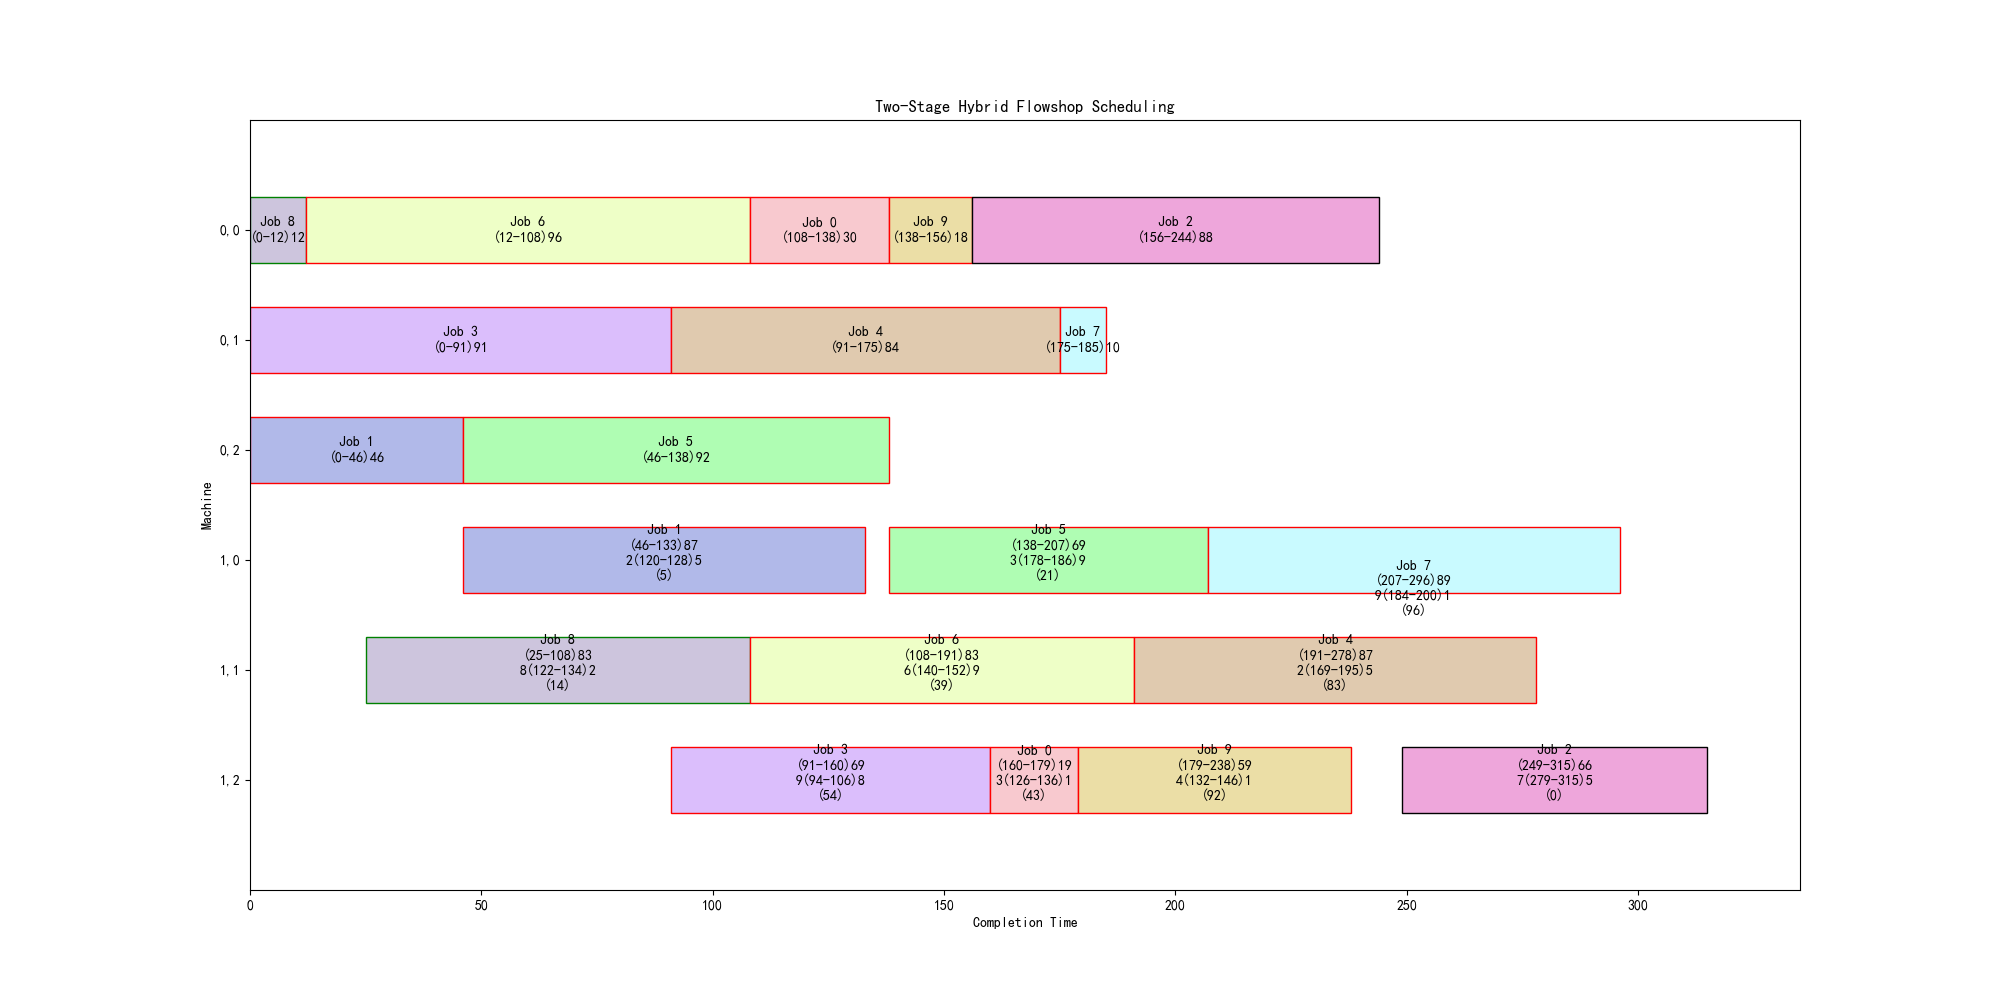 Two-Stage Hybrid Flowshop Scheduling
0,0
Job 8
(0-12)12
Job 6
(12-108)96
Job 0
(108-138)30
Job 9
(138-156)18
Job 2
(156-244)88
0,1
Job 3
(0-91)91
Job 4
(91-175)84
Job 7
(175-185)10
0,2
Job 1
(0-46)46
Job 5
(46-138)92
Machine
1,0
Job 1
(46-133)87
2(120-128)5
(5)
Job 5
(138-207)69
3(178-186)9
(21)
Job 7
(207-296)89
9(184-200)1
(96)
1,1
Job 8
(25-108)83
8(122-134)2
(14)
Job 6
(108-191)83
6(140-152)9
(39)
Job 4
(191-278)87
2(169-195)5
(83)
1,2
Job 3
(91-160)69
9(94-106)8
(54)
Job 0
(160-179)19
3(126-136)1
(43)
Job 9
(179-238)59
4(132-146)1
(92)
Job 2
(249-315)66
7(279-315)5
(0)
0 50 100 150 200 250 300
Completion Time